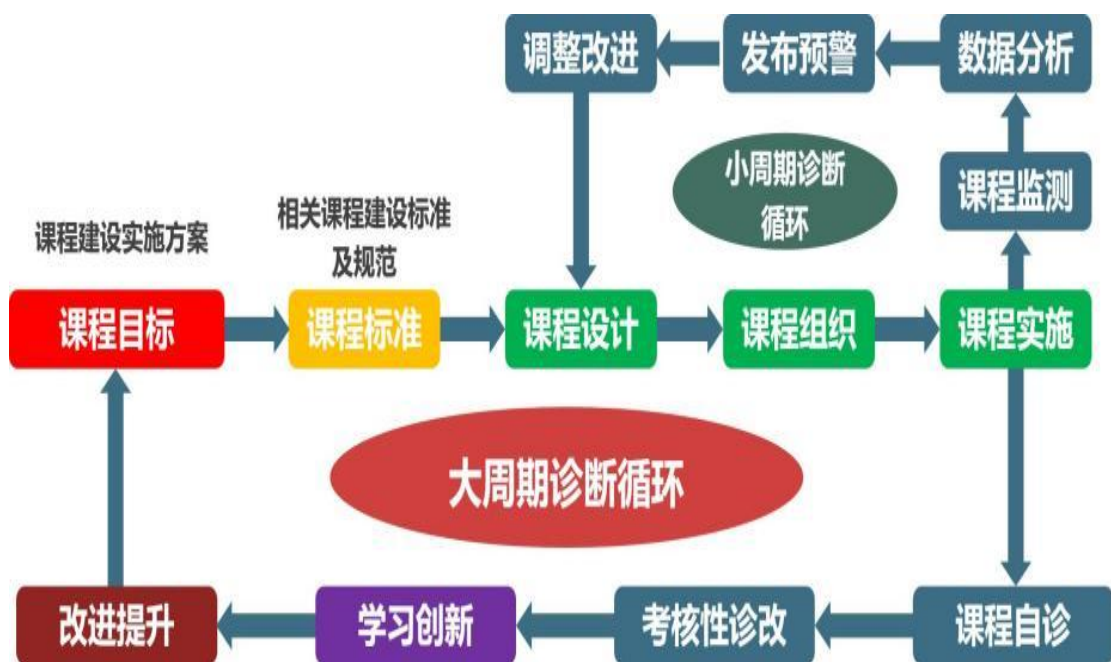 调整改进
发布预警
数据分析
小周期诊断
循环
课程监测
课程建设实施方案
相关课程建设标准
及规范
课程目标
课程标准
课程设计
课程组织
课程实施
大周期诊断循环
改进提升
学习创新
考核性诊改
课程自诊